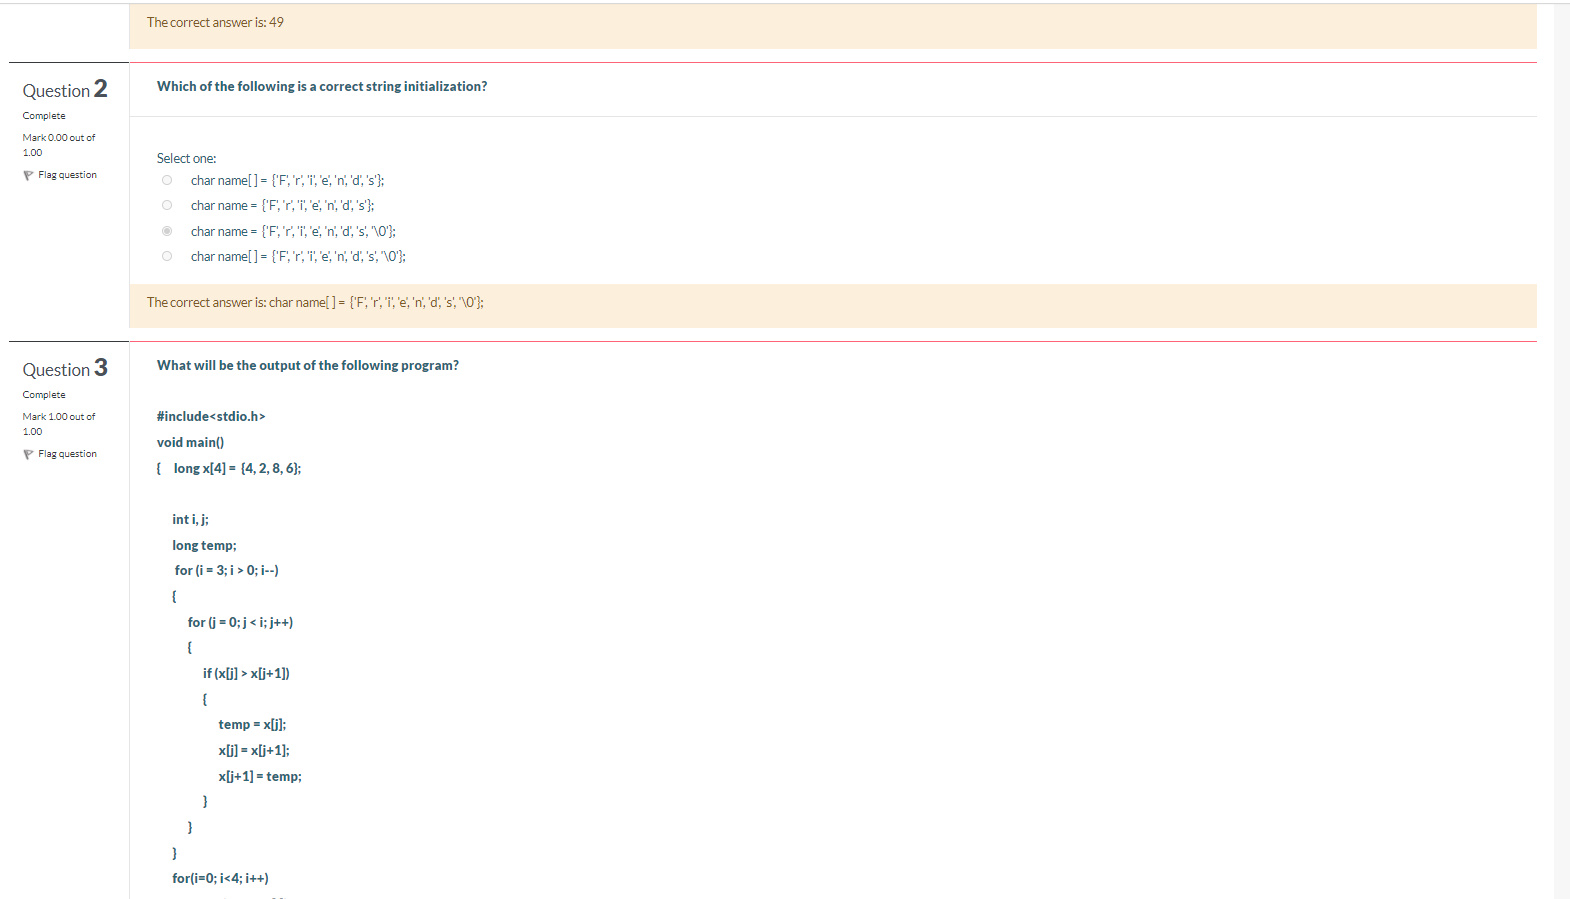 The correct answer is: 49
Question 2
Complete
Mark 0.00 out of
1.00
Flag question
Which of the following is a correct string initialization?
Select one:
char name[ ] = {'F', 'r', 'i', 'e', 'n', 'd', 's'};
char name = {'F', 'r', 'i', 'e', 'n', 'd', 's'};
char name = {'F', 'r', 'i', 'e', 'n', 'd', 's', '\0'};
char name[ ] = {'F', 'r', 'i', 'e', 'n', 'd', 's', '\0'};
The correct answer is: char name[ ] = {'F', 'r', 'i', 'e', 'n', 'd', 's', '\0'};
Question 3
Complete
Mark 1.00 out of
1.00
Flag question
What will be the output of the following program?
#include<stdio.h>
void main()
{ long x[4] = {4, 2, 8, 6};
int i, j;
long temp;
for (i = 3; i > 0; i--)
{
for (j = 0; j < i; j++)
{
if (x[j] > x[j+1])
{
temp = x[j];
x[j] = x[j+1];
x[j+1] = temp;
}
}
}
for(i=0; i<4; i++)